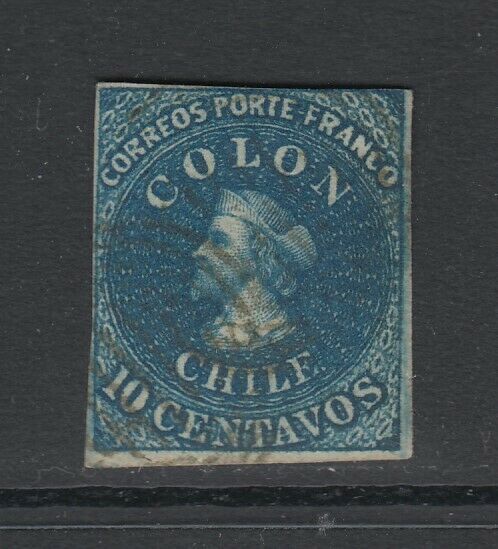 CORREOS PORTE FRANCO
COLON
CHILE
10 CENTAVOS